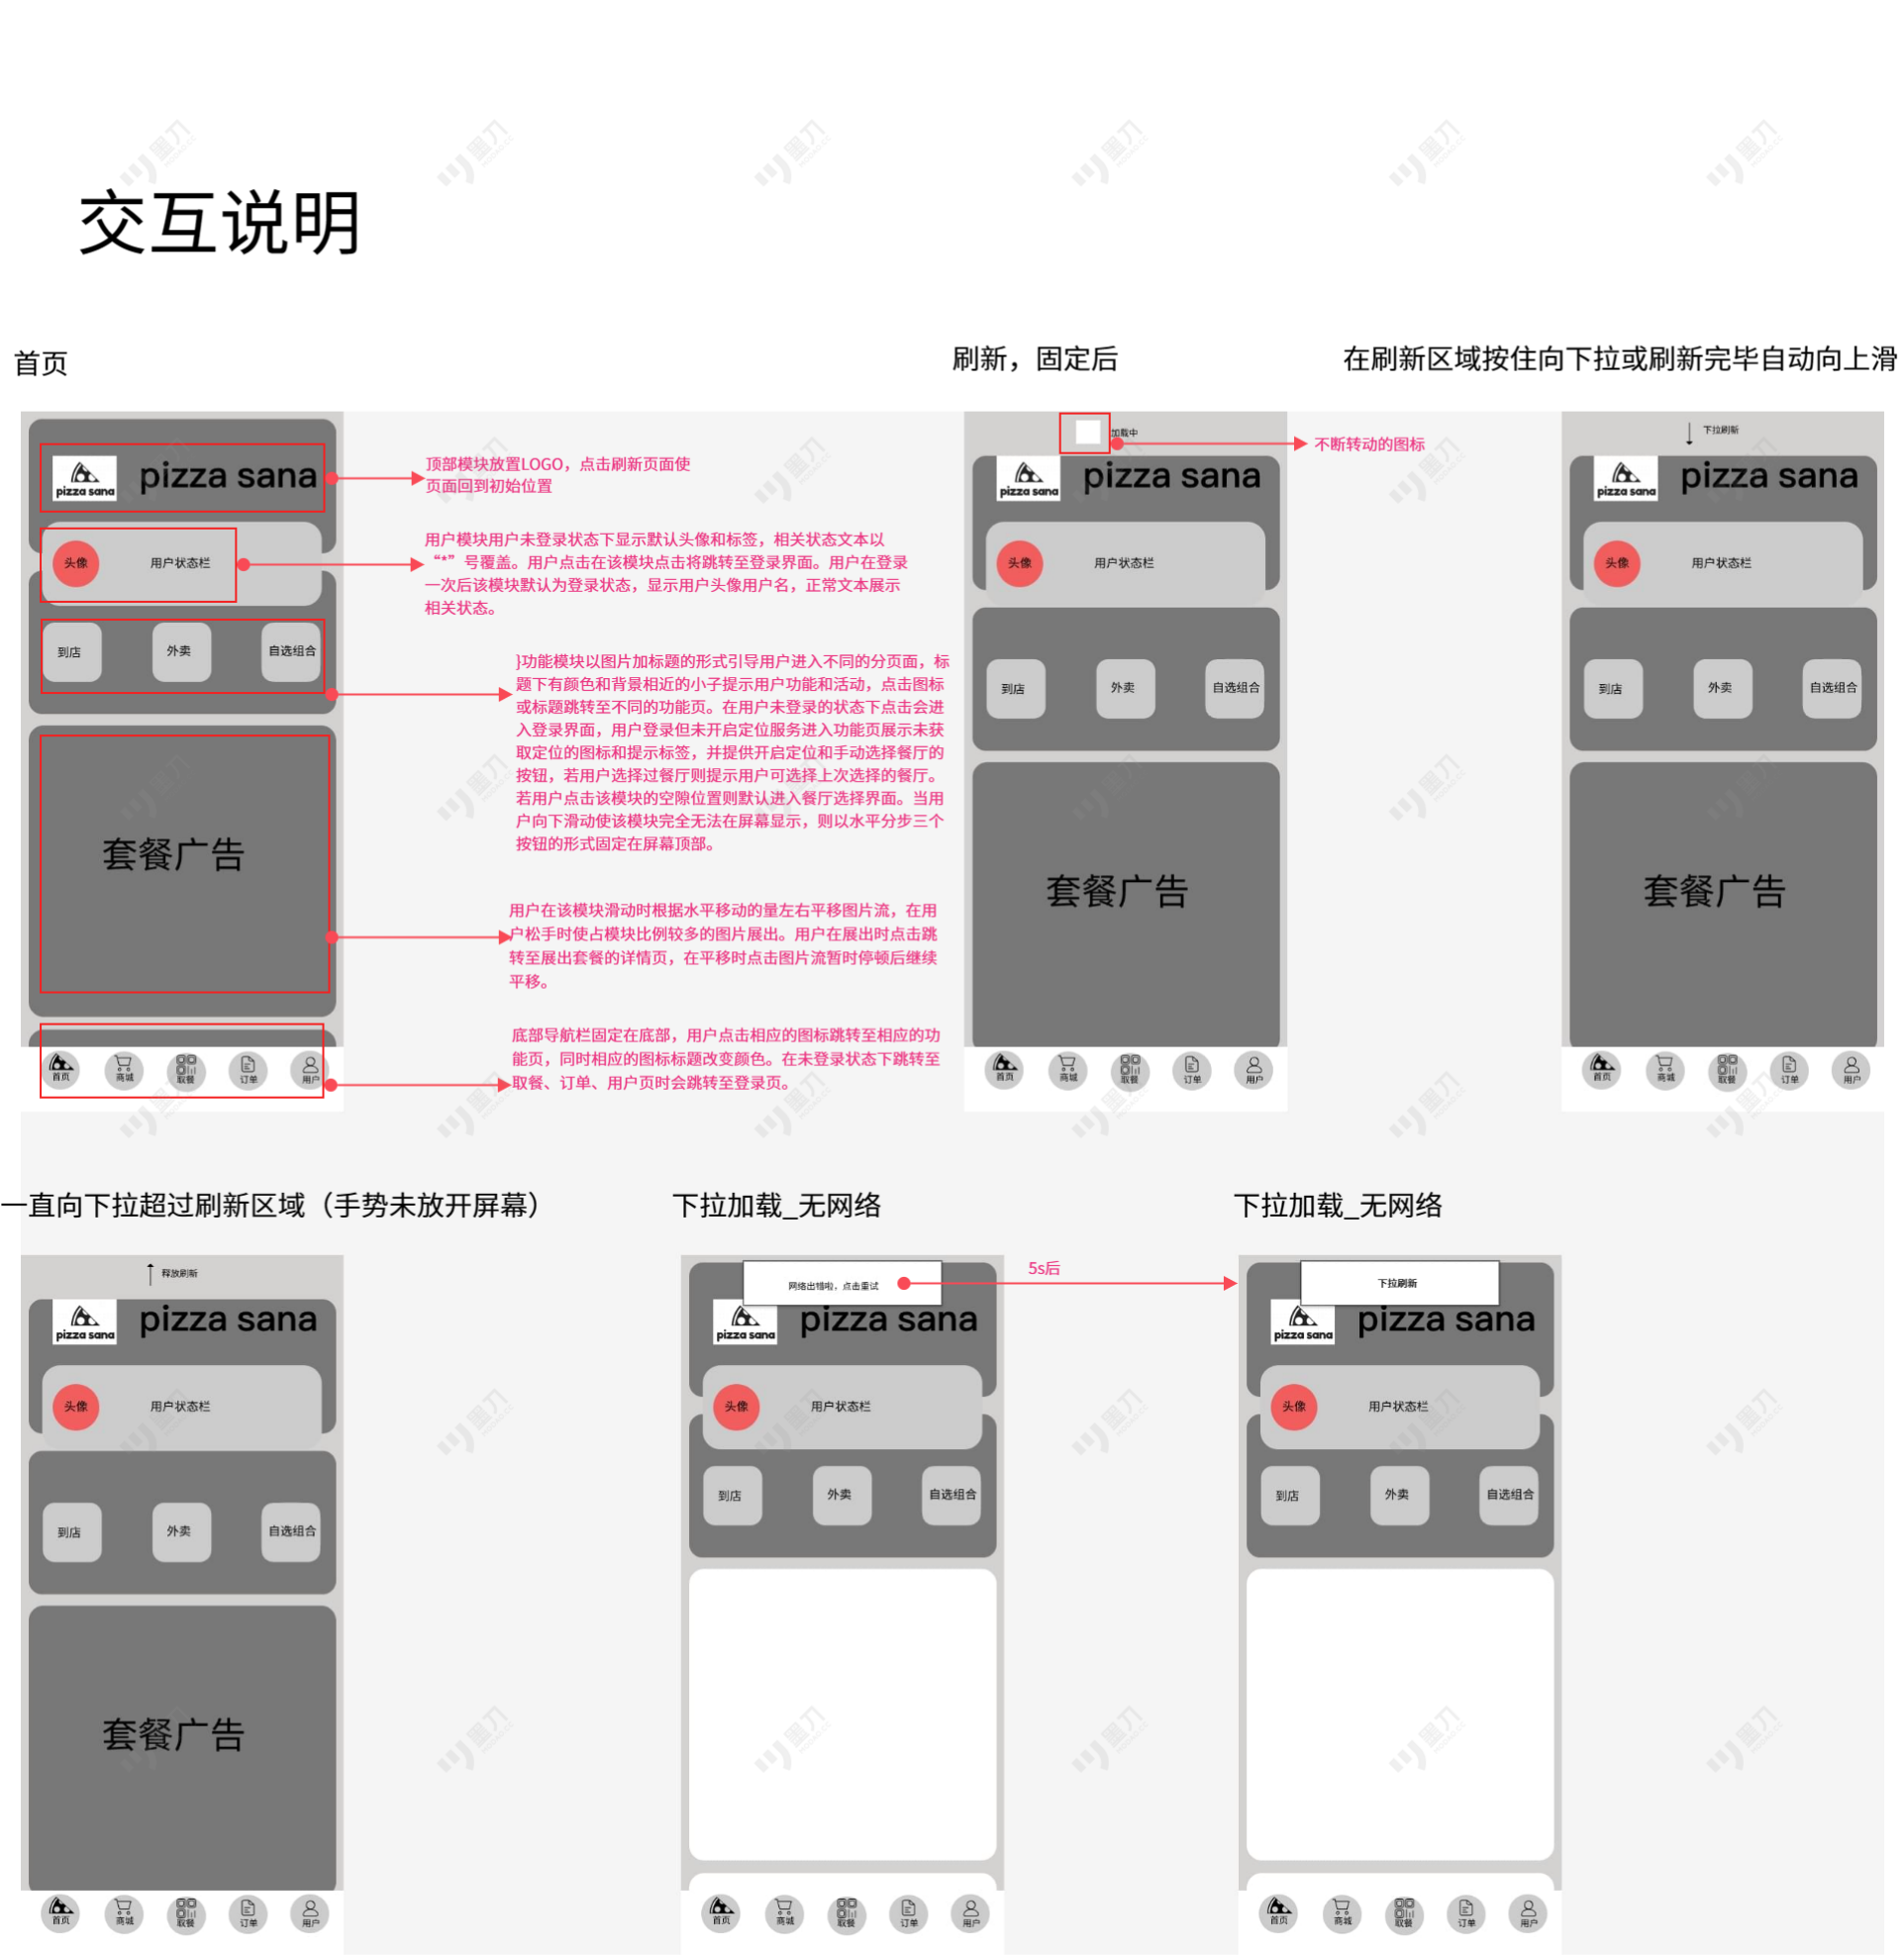 交互说明
首页
刷新，固定后
在刷新区域按住向下拉或刷新完毕自动向上滑
pizza sana
pizza sana
头像
用户状态栏
到店
外卖
自选组合
套餐广告
首页
商城
取餐
订单
用户
顶部模块放置LOGO，点击刷新页面使
页面回到初始位置
用户模块用户未登录状态下显示默认头像和标签，相关状态文本以
“*”号覆盖。用户点击在该模块点击将跳转至登录界面。用户在登录
一次后该模块默认为登录状态，显示用户头像用户名，正常文本展示
相关状态。
}功能模块以图片加标题的形式引导用户进入不同的分页面，标
题下有颜色和背景相近的小子提示用户功能和活动，点击图标
或标题跳转至不同的功能页。在用户未登录的状态下点击会进
入登录界面，用户登录但未开启定位服务进入功能页展示未获
取定位的图标和提示标签，并提供开启定位和手动选择餐厅的
按钮，若用户选择过餐厅则提示用户可选择上次选择的餐厅。
若用户点击该模块的空隙位置则默认进入餐厅选择界面。当用
户向下滑动使该模块完全无法在屏幕显示，则以水平分步三个
按钮的形式固定在屏幕顶部。
用户在该模块滑动时根据水平移动的量左右平移图片流，在用
户松手时使占模块比例较多的图片展出。用户在展出时点击跳
转至展出套餐的详情页，在平移时点击图片流暂时停顿后继续
平移。
底部导航栏固定在底部，用户点击相应的图标跳转至相应的功
能页，同时相应的图标标题改变颜色。在未登录状态下跳转至
取餐、订单、用户页时会跳转至登录页。
加载中
不断转动的图标
pizza sana
pizza sana
头像
用户状态栏
到店
外卖
自选组合
套餐广告
首页
商城
取餐
订单
用户
下拉刷新
pizza sana
pizza sana
头像
用户状态栏
到店
外卖
自选组合
套餐广告
首页
商城
取餐
订单
用户
一直向下拉超过刷新区域（手势未放开屏幕）
下拉加载_无网络
下拉加载_无网络
释放刷新
pizza sana
pizza sana
头像
用户状态栏
到店
外卖
自选组合
套餐广告
首页
商城
取餐
订单
用户
网络出错啦，点击重试
5s后
pizza sana
pizza sana
头像
用户状态栏
到店
外卖
自选组合
首页
商城
取餐
订单
用户
下拉刷新
pizza sana
pizza sana
头像
用户状态栏
到店
外卖
自选组合
首页
商城
取餐
订单
用户
墨刀
MODAO.CC